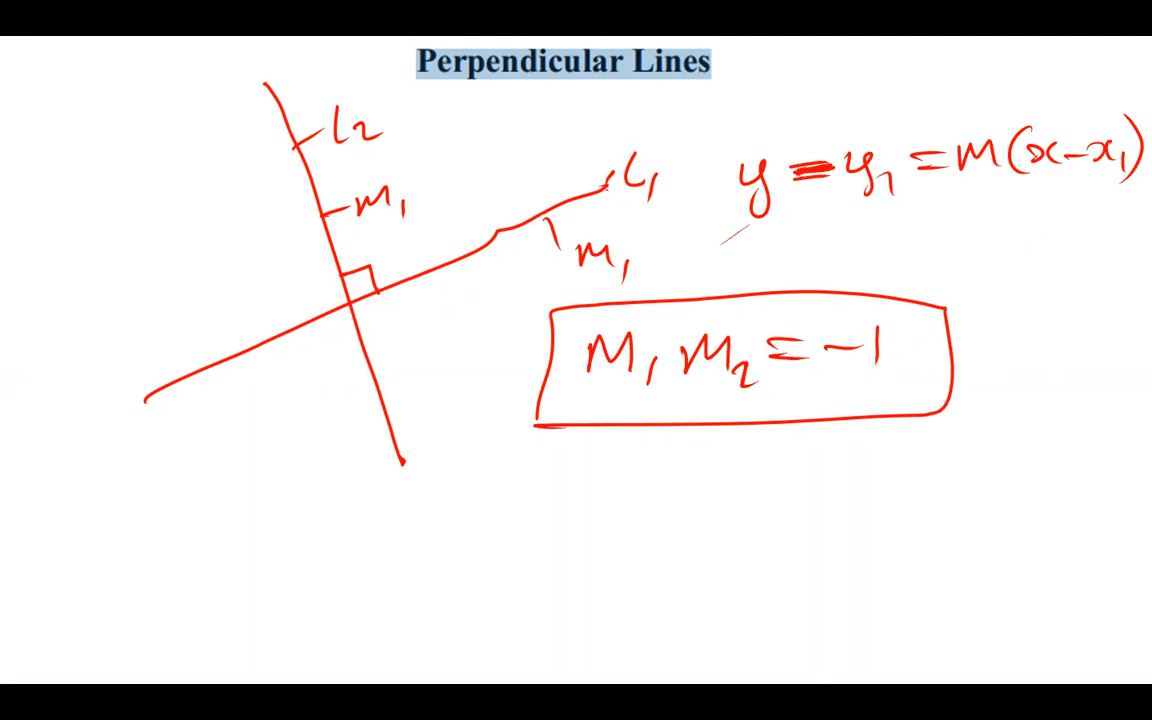 Perpendicular Lines
l2
m1
L1
m1
y - y1 = m(x - x1)
m1 m2 = -1